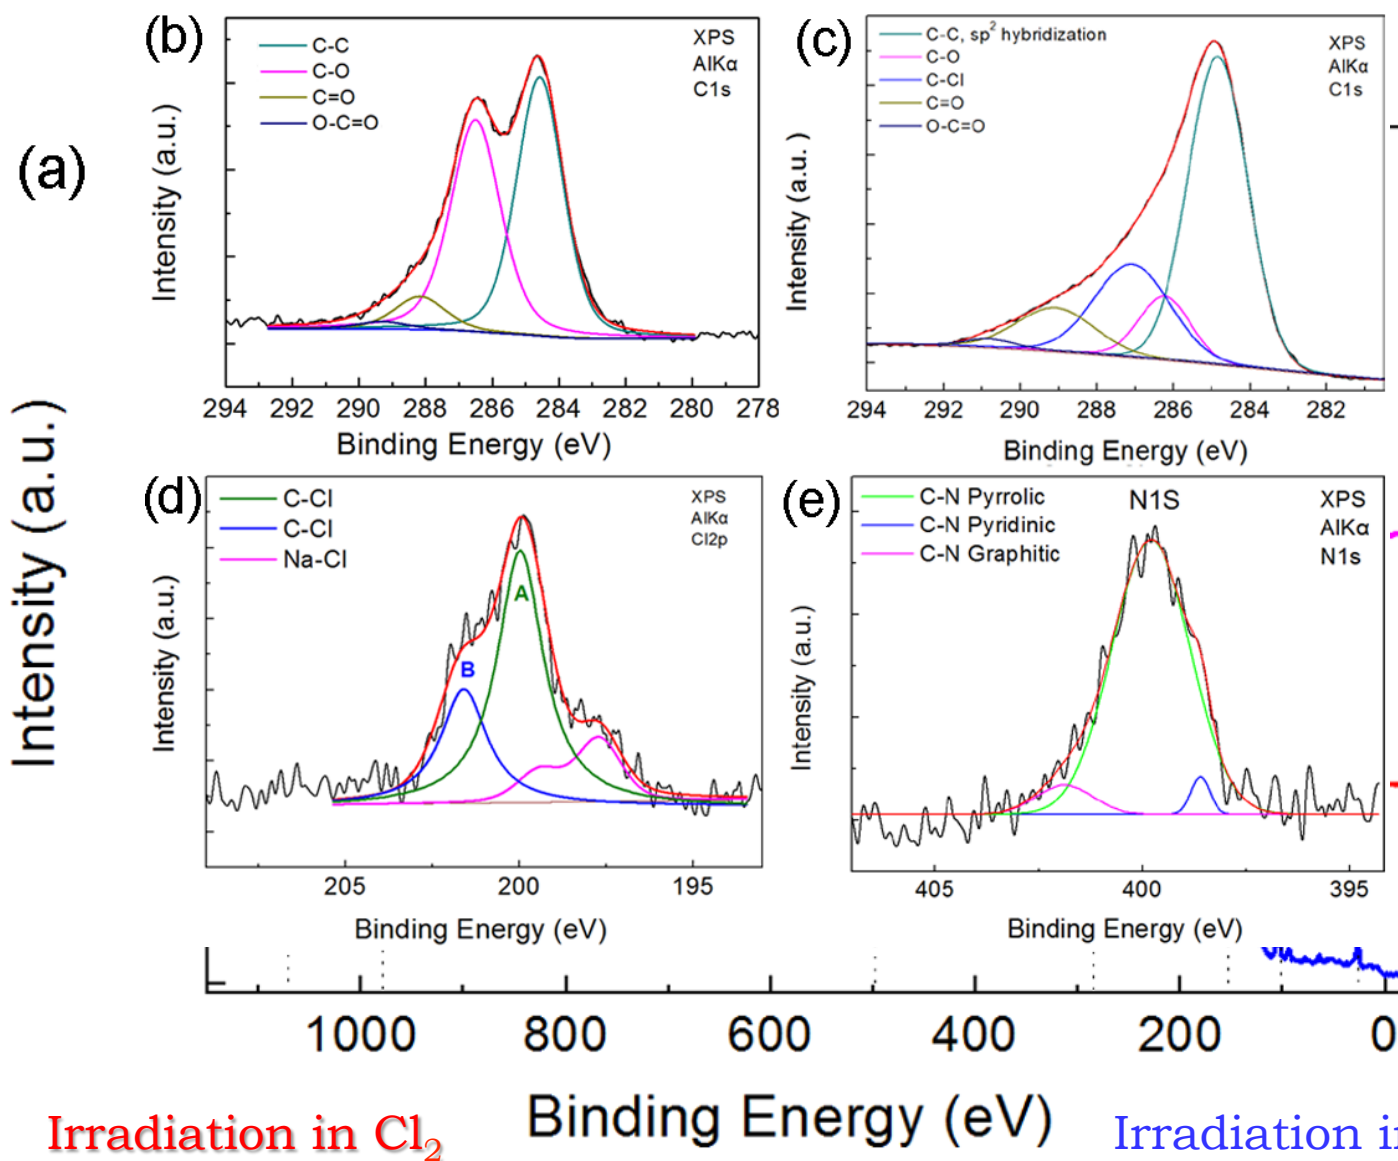 (a)
Intensity (a.u.)
(b)
C-C
C-O
C=O
O-C=O
XPS
AlKα
C1s
Intensity (a.u.)
294 292 290 288 286 284 282 280 278
Binding Energy (eV)
(c)
C-C, sp² hybridization
C-O
C-Cl
C=O
O-C=O
XPS
AlKα
C1s
Intensity (a.u. )
294 292 290 288 286 284 282
Binding Energy (eV)
(d)
C-Cl
C-Cl
Na-Cl
XPS
AlKα
Cl2p
A
B
Intensity (a.u.)
205 200 195
Binding Energy (eV)
(e)
C-N Pyrrolic
C-N Pyridinic
C-N Graphitic
N1S
XPS
AlKα
N1s
Intensity (a.u.)
405 400 395
Binding Energy (eV)
1000 800 600 400 200 0
Binding Energy (eV)
Irradiation in Cl₂
Irradiation